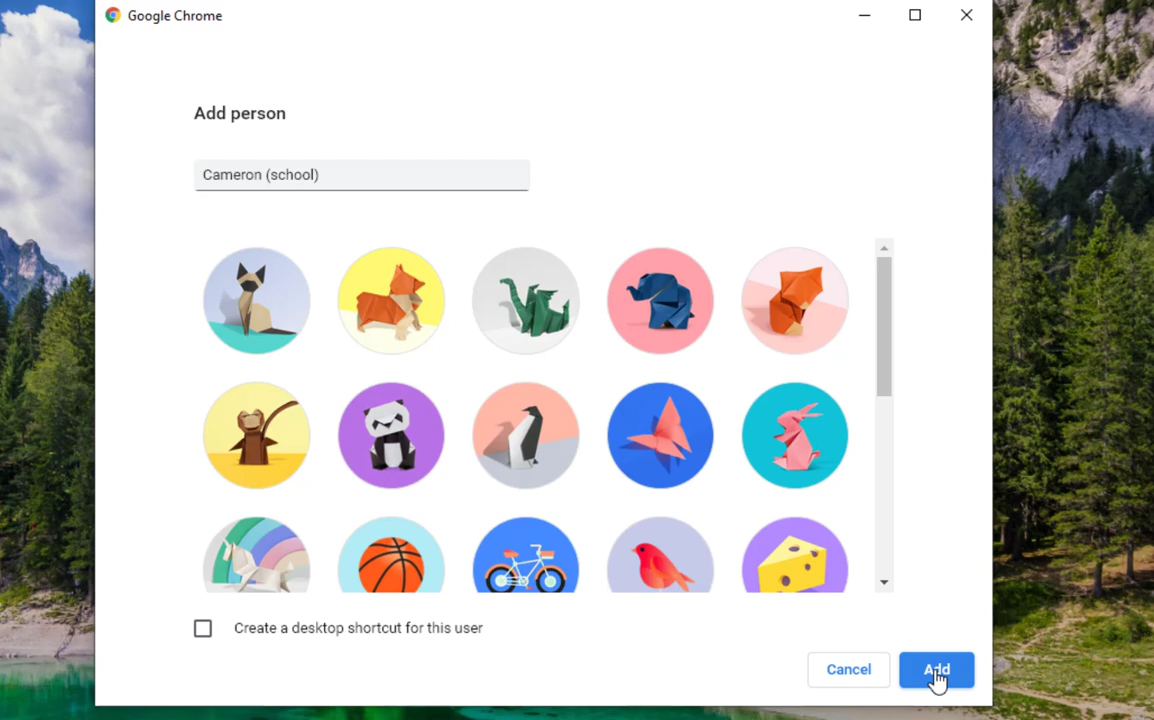 Google Chrome
Add person
Cameron (school)
Create a desktop shortcut for this user
Cancel
Add